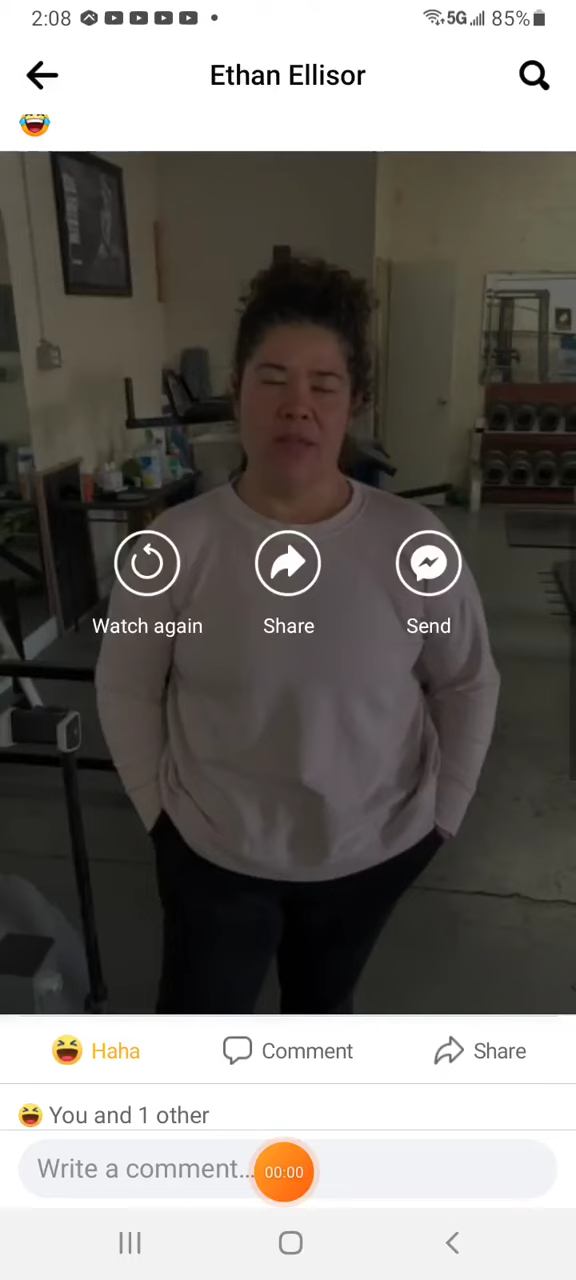 2:08 5G 85%
Ethan Ellisor
Watch again Share Send
Haha Comment Share
You and 1 other
Write a comment... 00:00